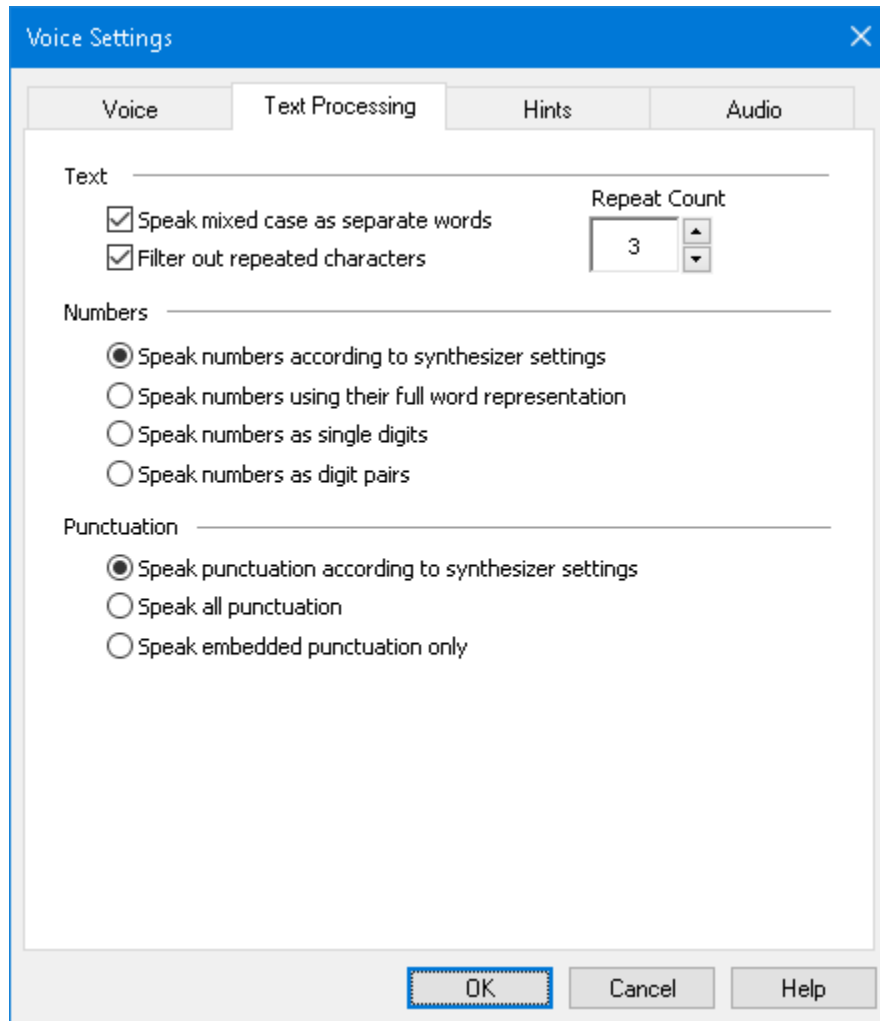 Voice Settings
Voice
Text Processing
Hints
Audio
Text
Repeat Count
Speak mixed case as separate words
3
Filter out repeated characters
Numbers
Speak numbers according to synthesizer settings
Speak numbers using their full word representation
Speak numbers as single digits
Speak numbers as digit pairs
Punctuation
Speak punctuation according to synthesizer settings
Speak all punctuation
Speak embedded punctuation only
OK
Cancel
Help